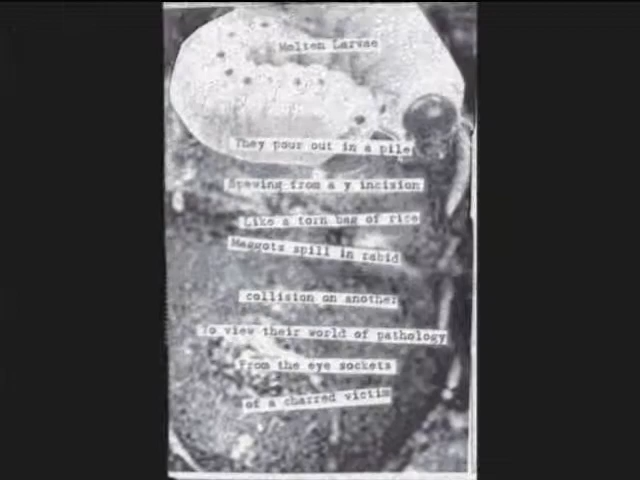 Molten Larvae
They pour out in a pile
Spewing from a y incision
Like a torn bag of rice
Maggots spill in rabid
collision on another
To view their world of pathology
From the eye sockets
of a charred victim